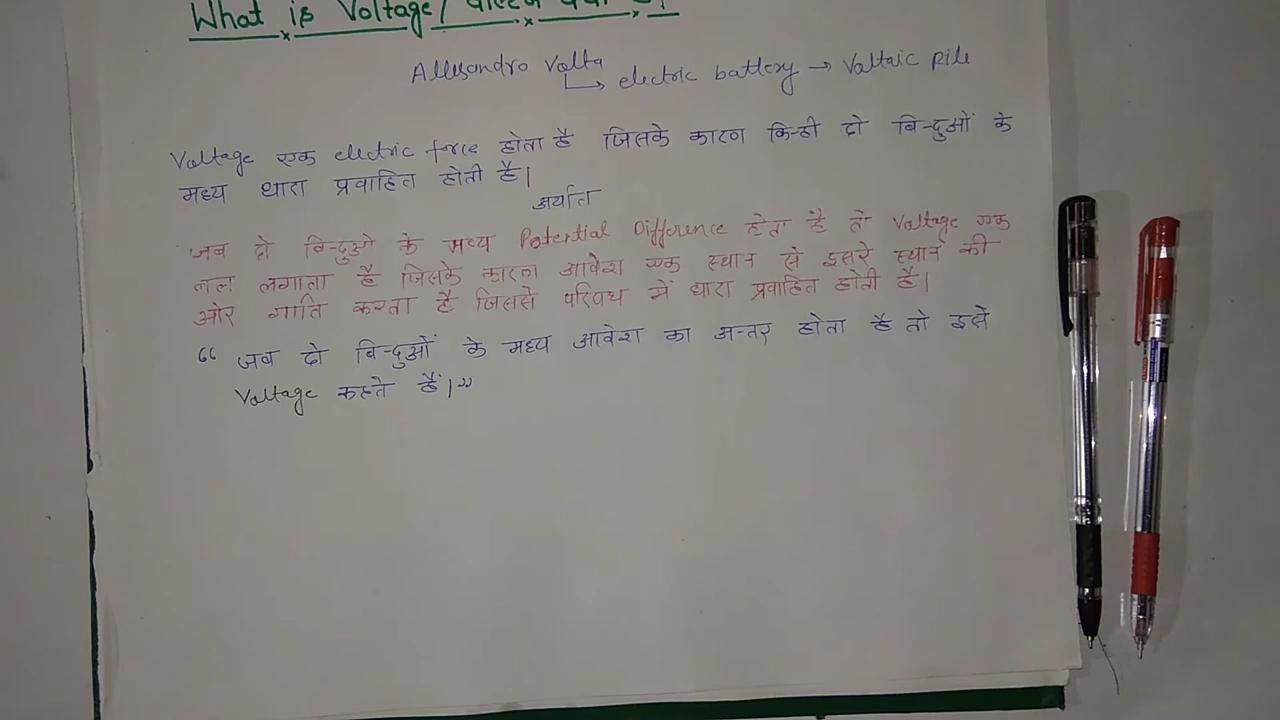 What is Voltage/ वोल्टेज क्या है।
Allesandro Volta
electric battery → Voltaic pile
Voltage एक electric force होता है जिसके कारण किन्ही दो बिन्दुओं के
मध्य धारा प्रवाहित होती है।
अर्थात
जब दो बिन्दुओ के मध्य Potential Difference होता है तो Voltage एक
बल लगाता है जिसके कारण आवेश एक स्थान से दूसरे स्थान की
ओर गति करता है जिससे परिपथ में धारा प्रवाहित होती है।
“ जब दो बिन्दुओं के मध्य आवेश का अन्तर होता है तो इसे
Voltage कहते हैं।”